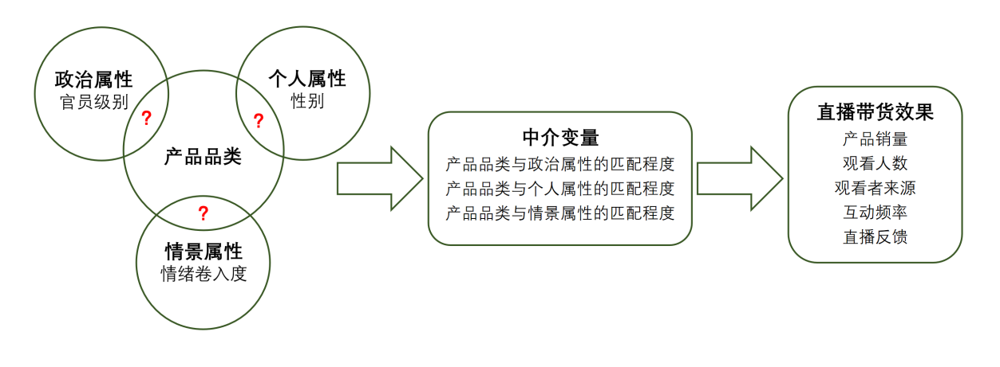 政治属性
官员级别
?
个人属性
性别
?
产品品类
?
情景属性
情绪卷入度
中介变量
产品品类与政治属性的匹配程度
产品品类与个人属性的匹配程度
产品品类与情景属性的匹配程度
直播带货效果
产品销量
观看人数
观看者来源
互动频率
直播反馈